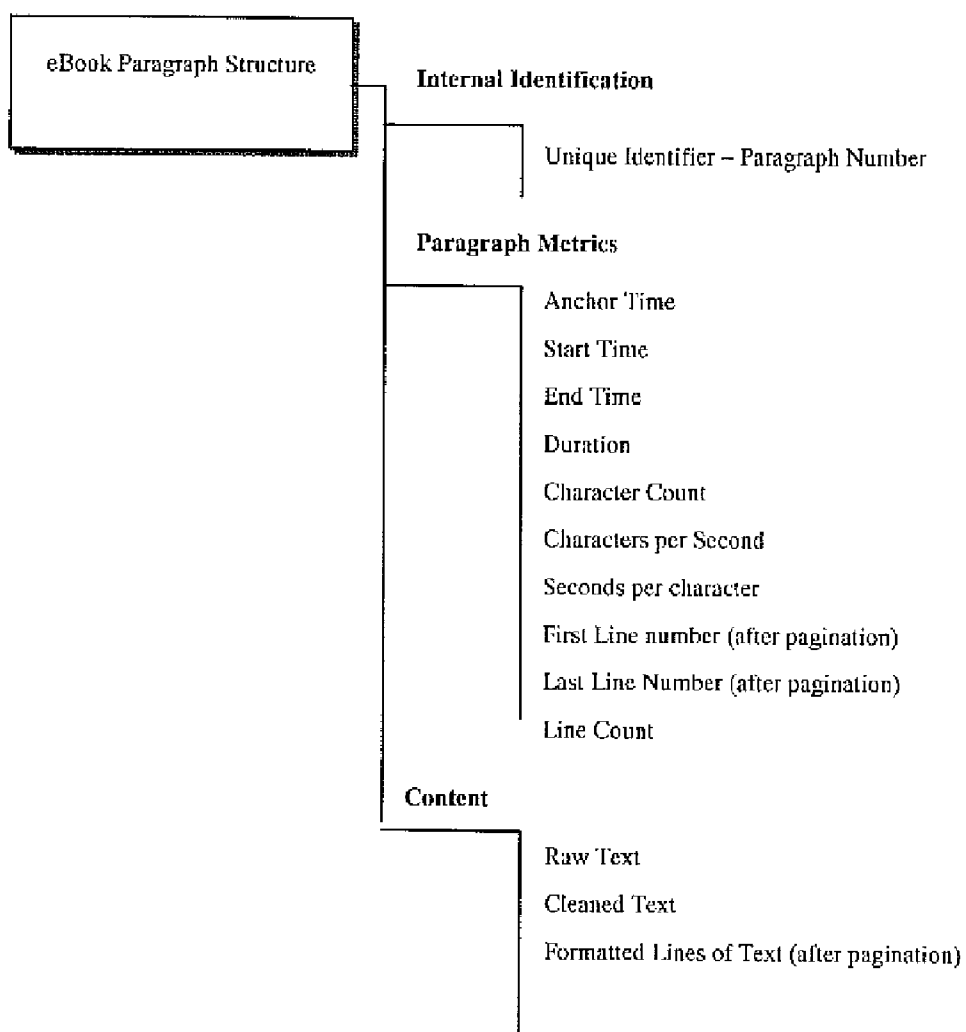 eBook Paragraph Structure
Internal Identification
Unique Identifier – Paragraph Number
Paragraph Metrics
Anchor Time
Start Time
End Time
Duration
Character Count
Characters per Second
Seconds per character
First Line number (after pagination)
Last Line Number (after pagination)
Line Count
Content
Raw Text
Cleaned Text
Formatted Lines of Text (after pagination)